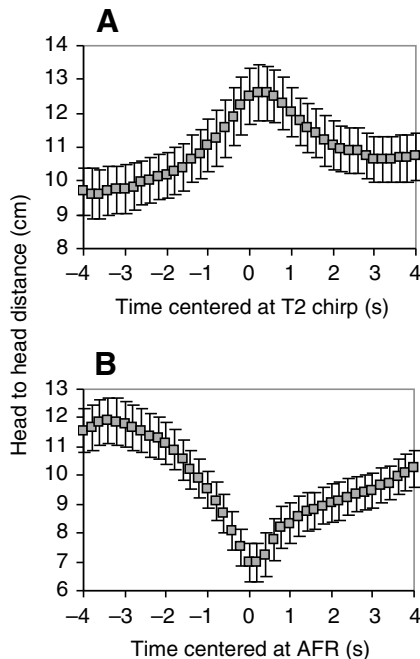 A
14
13
12
11
10
9
8
–4 –3 –2 –1 0 1 2 3 4
Time centered at T2 chirp (s)
Head to head distance (cm)
B
13
12
11
10
9
8
7
6
–4 –3 –2 –1 0 1 2 3 4
Time centered at AFR (s)